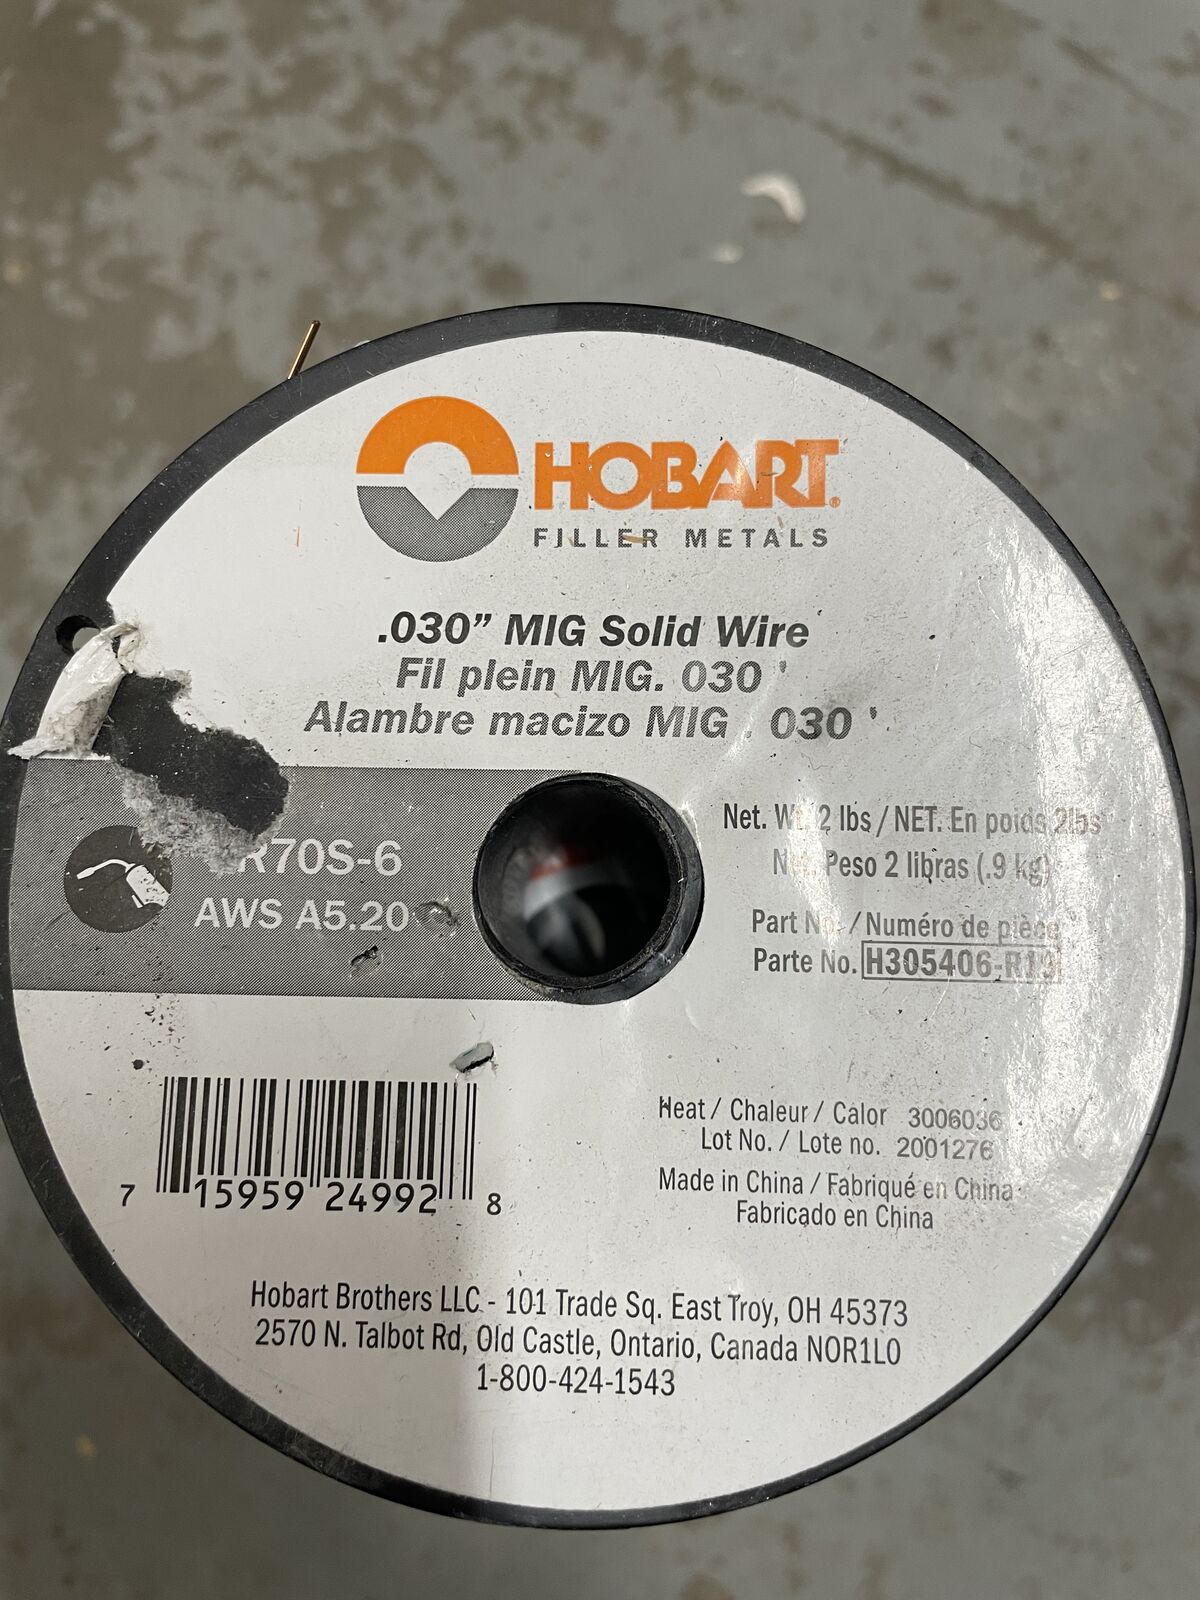 HOBART®
FILLER METALS
.030” MIG Solid Wire
Fil plein MIG. 030 '
Alambre macizo MIG . 030 '
R70S-6
AWS A5.20
Net. Wt. 2 lbs / NET. En poids 2lbs
Net. Peso 2 libras (.9 kg)
Part No. / Numéro de pièce
Parte No. H305406-R19
7 15959 24992 8
Heat / Chaleur / Calor 3006036
Lot No. / Lote no. 2001276
Made in China / Fabriqué en China
Fabricado en China
Hobart Brothers LLC - 101 Trade Sq. East Troy, OH 45373
2570 N. Talbot Rd, Old Castle, Ontario, Canada NOR1LO
1-800-424-1543